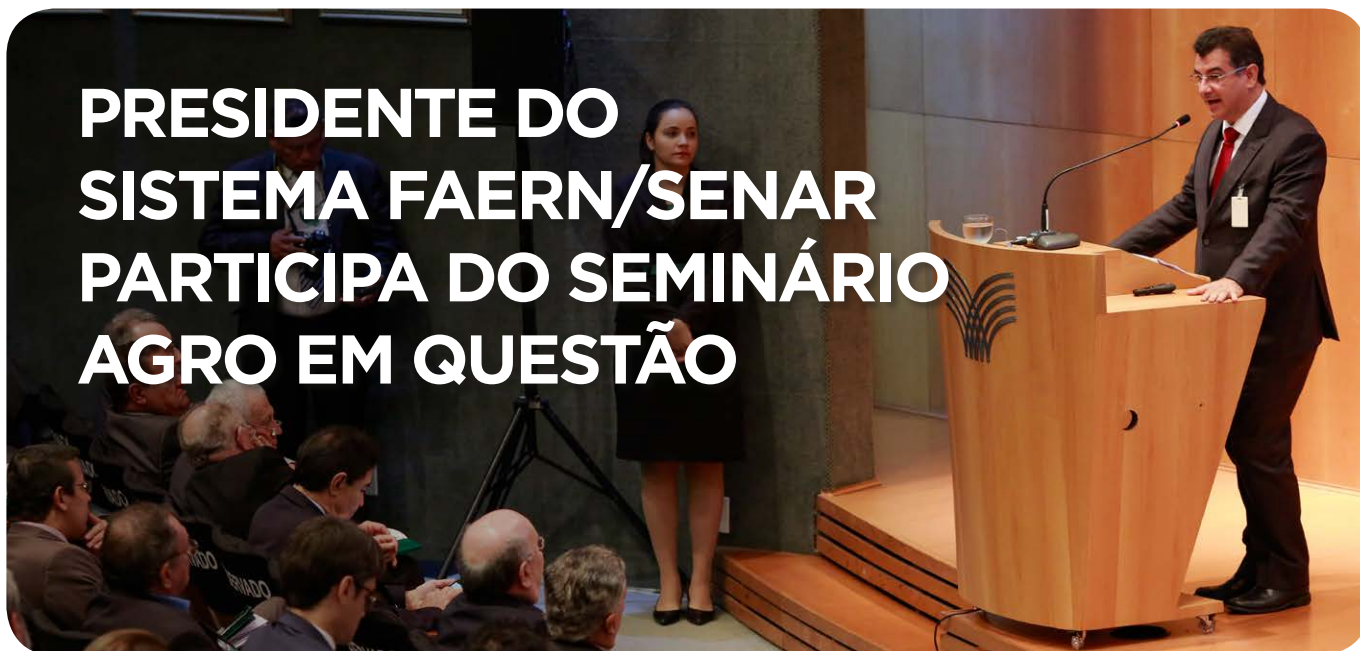 PRESIDENTE DO
SISTEMA FAERN/SENAR
PARTICIPA DO SEMINÁRIO
AGRO EM QUESTÃO